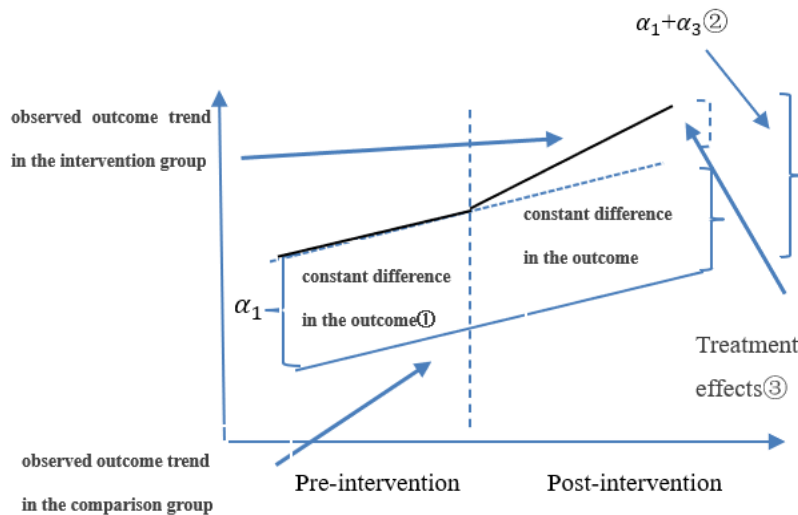 α₁+α₃②
observed outcome trend
in the intervention group
constant difference
in the outcome
constant difference
in the outcome①
α₁
Treatment
effects③
observed outcome trend
in the comparison group
Pre-intervention
Post-intervention